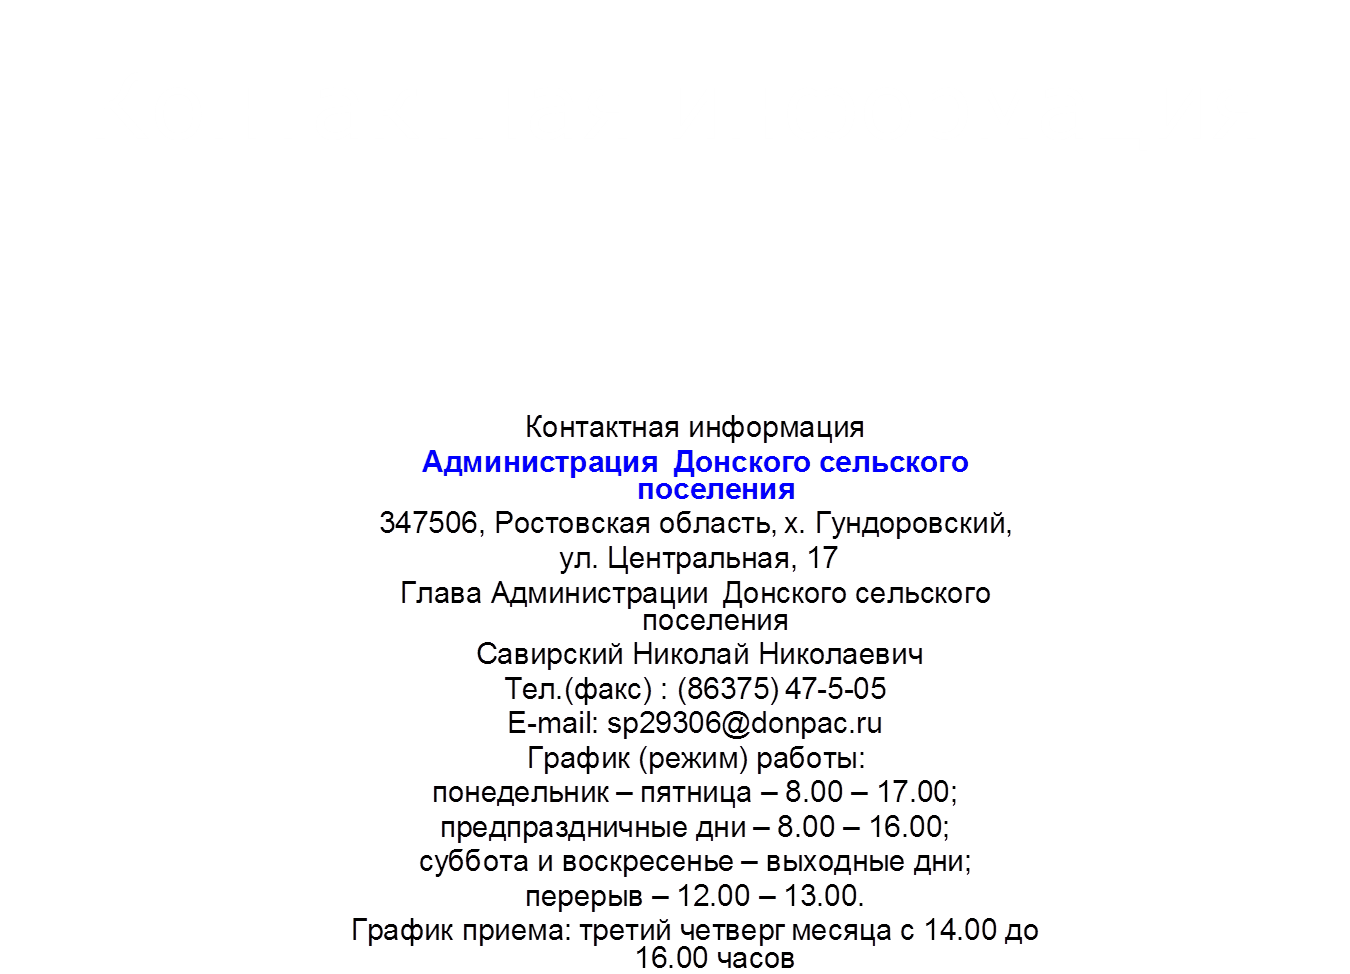 Контактная информация
Администрация  Донского сельского
поселения
347506, Ростовская область, х. Гундоровский,
ул. Центральная, 17
Глава Администрации  Донского сельского
поселения
Савирский Николай Николаевич
Тел.(факс) : (86375) 47-5-05
E-mail: sp29306@donpac.ru
График (режим) работы:
понедельник – пятница – 8.00 – 17.00;
предпраздничные дни – 8.00 – 16.00;
суббота и воскресенье – выходные дни;
перерыв – 12.00 – 13.00.
График приема: третий четверг месяца с 14.00 до
16.00 часов